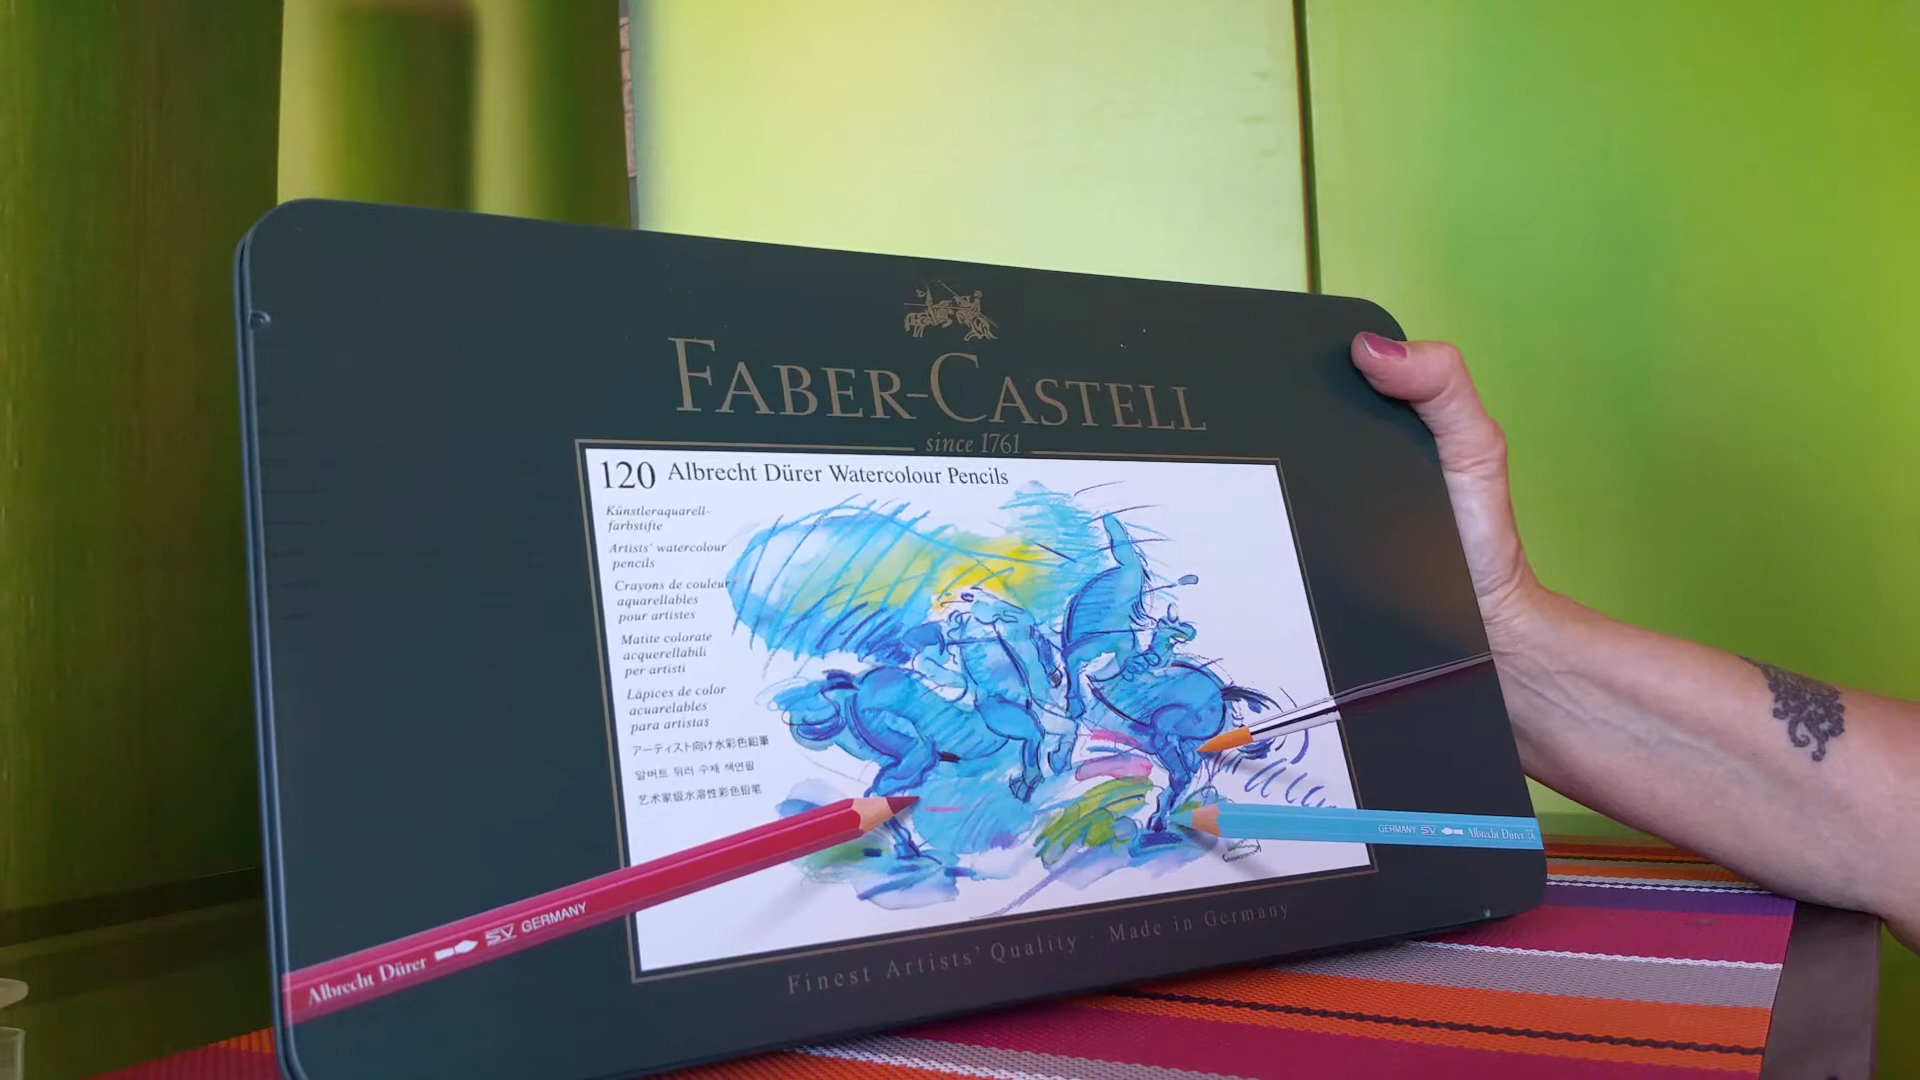 FABER-CASTELL
since 1761
120 Albrecht Dürer Watercolour Pencils
Künstleraquarell-
farbstifte
Artists' watercolour
pencils
Crayons de couleur
aquarellables
pour artistes
Matite colorate
acquerellabili
per artisti
Lápices de color
acuarelables
para artistas
アーティスト向け水彩色鉛筆
알버트 뒤러 수채 색연필
艺术家级水溶性彩色铅笔
GERMANY SV Albrecht Dürer
Albrecht Dürer SV GERMANY
Finest Artists' Quality · Made in Germany